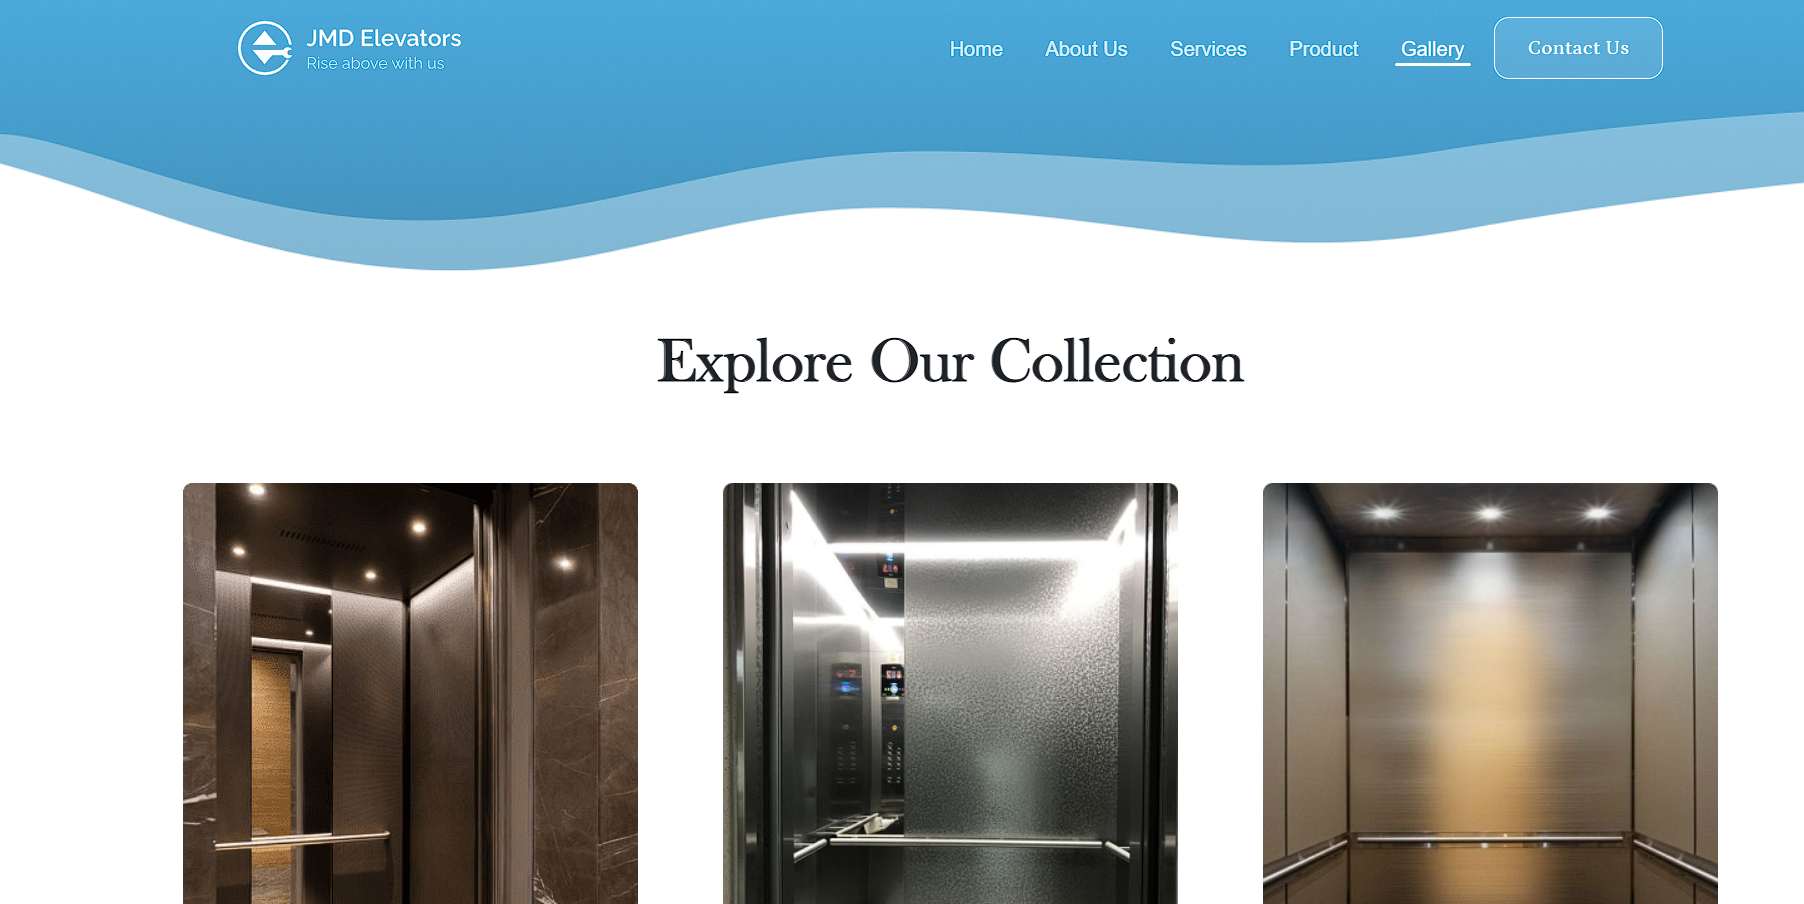 JMD Elevators
Rise above with us
Home About Us Services Product Gallery Contact Us
Explore Our Collection